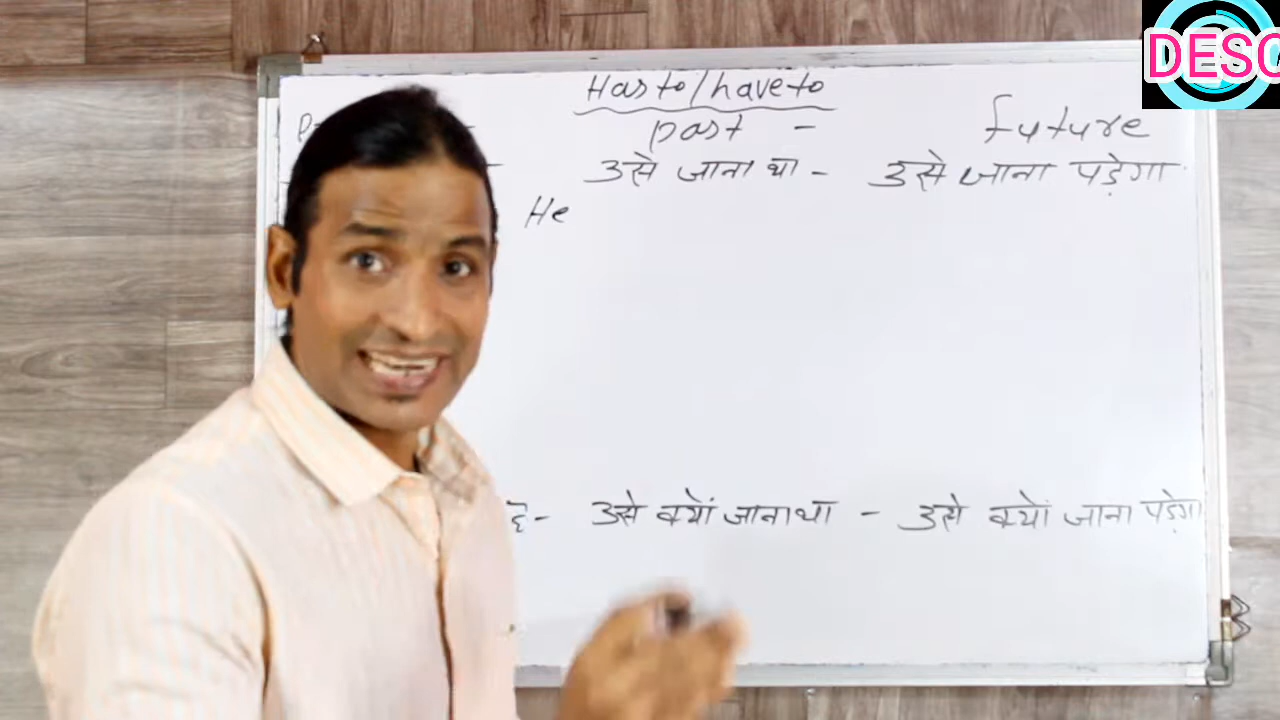 DESC
Has to/have to
past - future
उसे जाना था - उसे जाना पड़ेगा
He
है - उसे क्यों जाना था - उसे क्यों जाना पड़ेगा